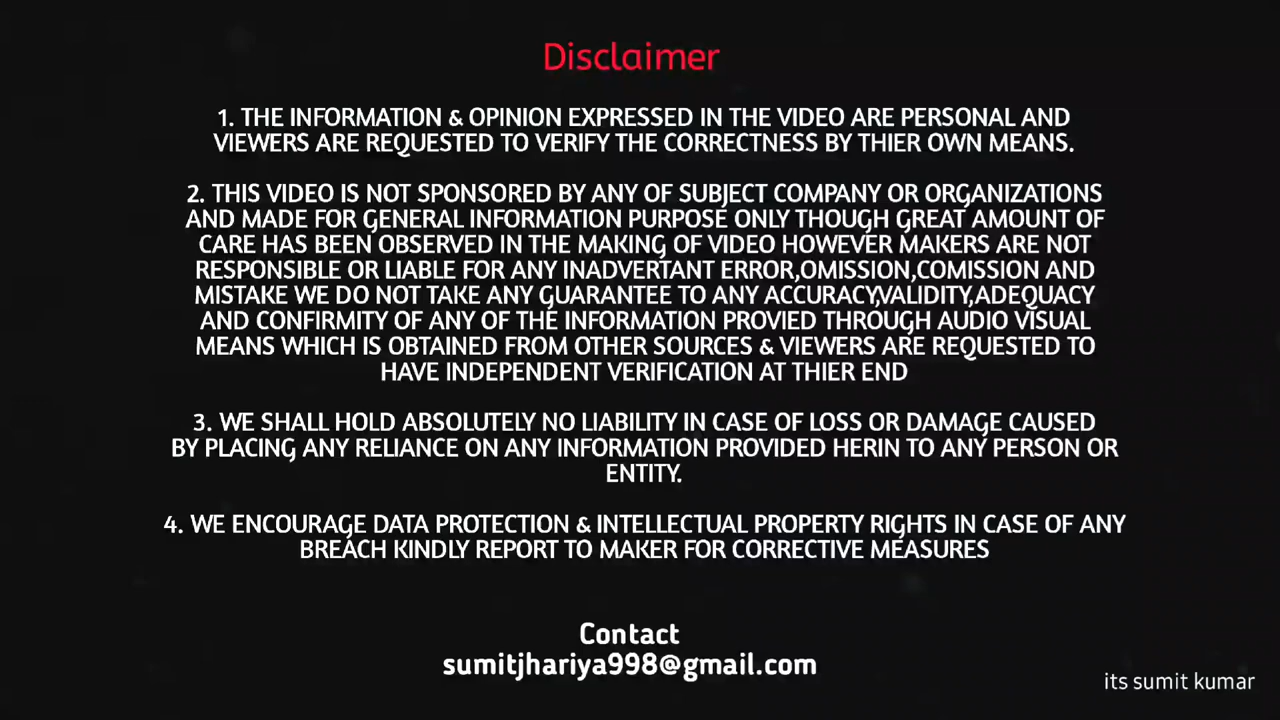 Disclaimer
1. THE INFORMATION & OPINION EXPRESSED IN THE VIDEO ARE PERSONAL AND
VIEWERS ARE REQUESTED TO VERIFY THE CORRECTNESS BY THIER OWN MEANS.
2. THIS VIDEO IS NOT SPONSORED BY ANY OF SUBJECT COMPANY OR ORGANIZATIONS
AND MADE FOR GENERAL INFORMATION PURPOSE ONLY THOUGH GREAT AMOUNT OF
CARE HAS BEEN OBSERVED IN THE MAKING OF VIDEO HOWEVER MAKERS ARE NOT
RESPONSIBLE OR LIABLE FOR ANY INADVERTANT ERROR,OMISSION,COMISSION AND
MISTAKE WE DO NOT TAKE ANY GUARANTEE TO ANY ACCURACY,VALIDITY,ADEQUACY
AND CONFIRMITY OF ANY OF THE INFORMATION PROVIED THROUGH AUDIO VISUAL
MEANS WHICH IS OBTAINED FROM OTHER SOURCES & VIEWERS ARE REQUESTED TO
HAVE INDEPENDENT VERIFICATION AT THIER END
3. WE SHALL HOLD ABSOLUTELY NO LIABILITY IN CASE OF LOSS OR DAMAGE CAUSED
BY PLACING ANY RELIANCE ON ANY INFORMATION PROVIDED HERIN TO ANY PERSON OR
ENTITY.
4. WE ENCOURAGE DATA PROTECTION & INTELLECTUAL PROPERTY RIGHTS IN CASE OF ANY
BREACH KINDLY REPORT TO MAKER FOR CORRECTIVE MEASURES
Contact
sumitjhariya998@gmail.com
its sumit kumar